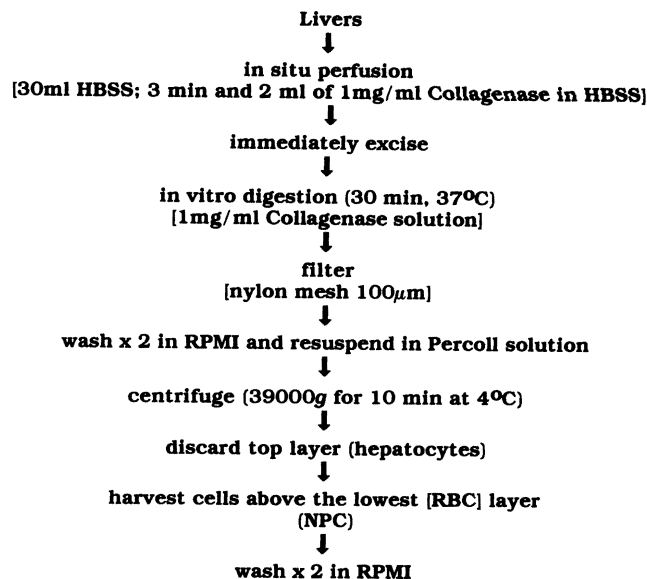 Livers
in situ perfusion
[30ml HBSS; 3 min and 2 ml of 1mg/ml Collagenase in HBSS]
immediately excise
in vitro digestion (30 min, 37ºC)
[1mg/ml Collagenase solution]
filter
[nylon mesh 100μm]
wash x 2 in RPMI and resuspend in Percoll solution
centrifuge (39000g for 10 min at 4ºC)
discard top layer (hepatocytes)
harvest cells above the lowest [RBC] layer
(NPC)
wash x 2 in RPMI